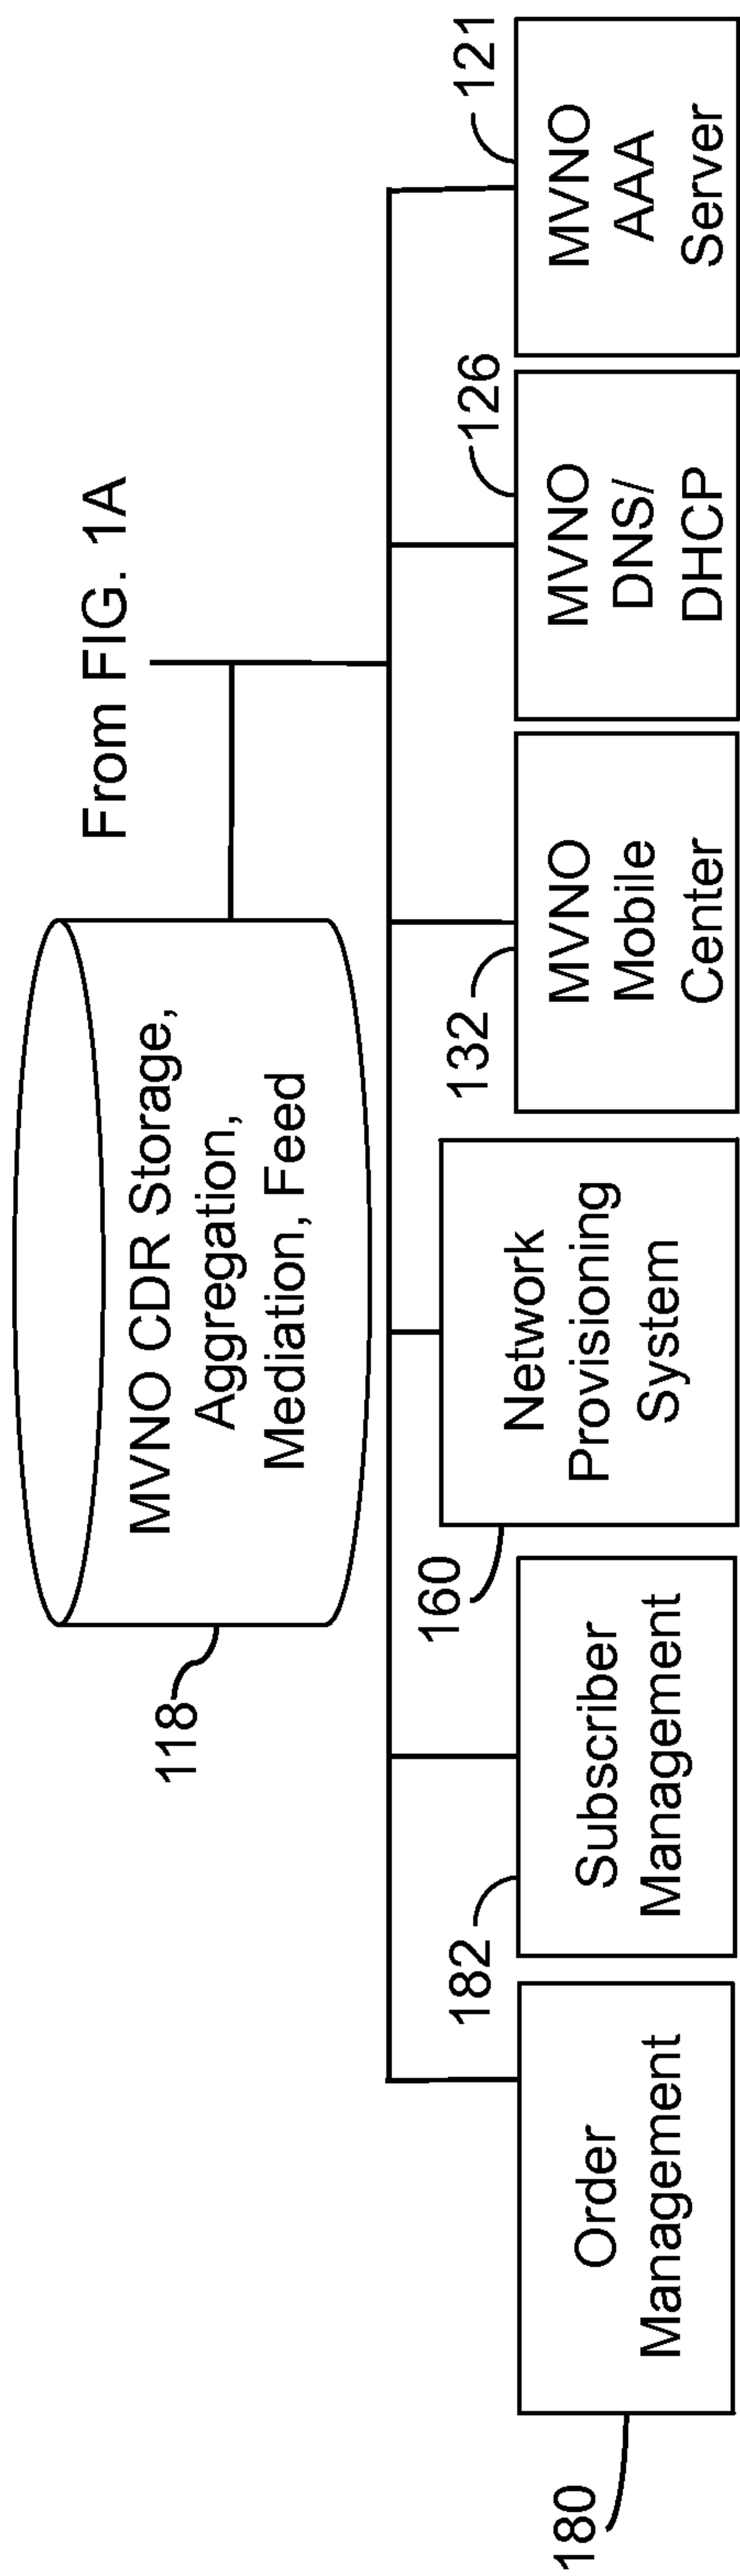 From FIG. 1A
MVNO CDR Storage,
Aggregation,
Mediation, Feed
118
180
Order
Management
182
Subscriber
Management
160
Network
Provisioning
System
132
MVNO
Mobile
Center
126
MVNO
DNS/
DHCP
121
MVNO
AAA
Server